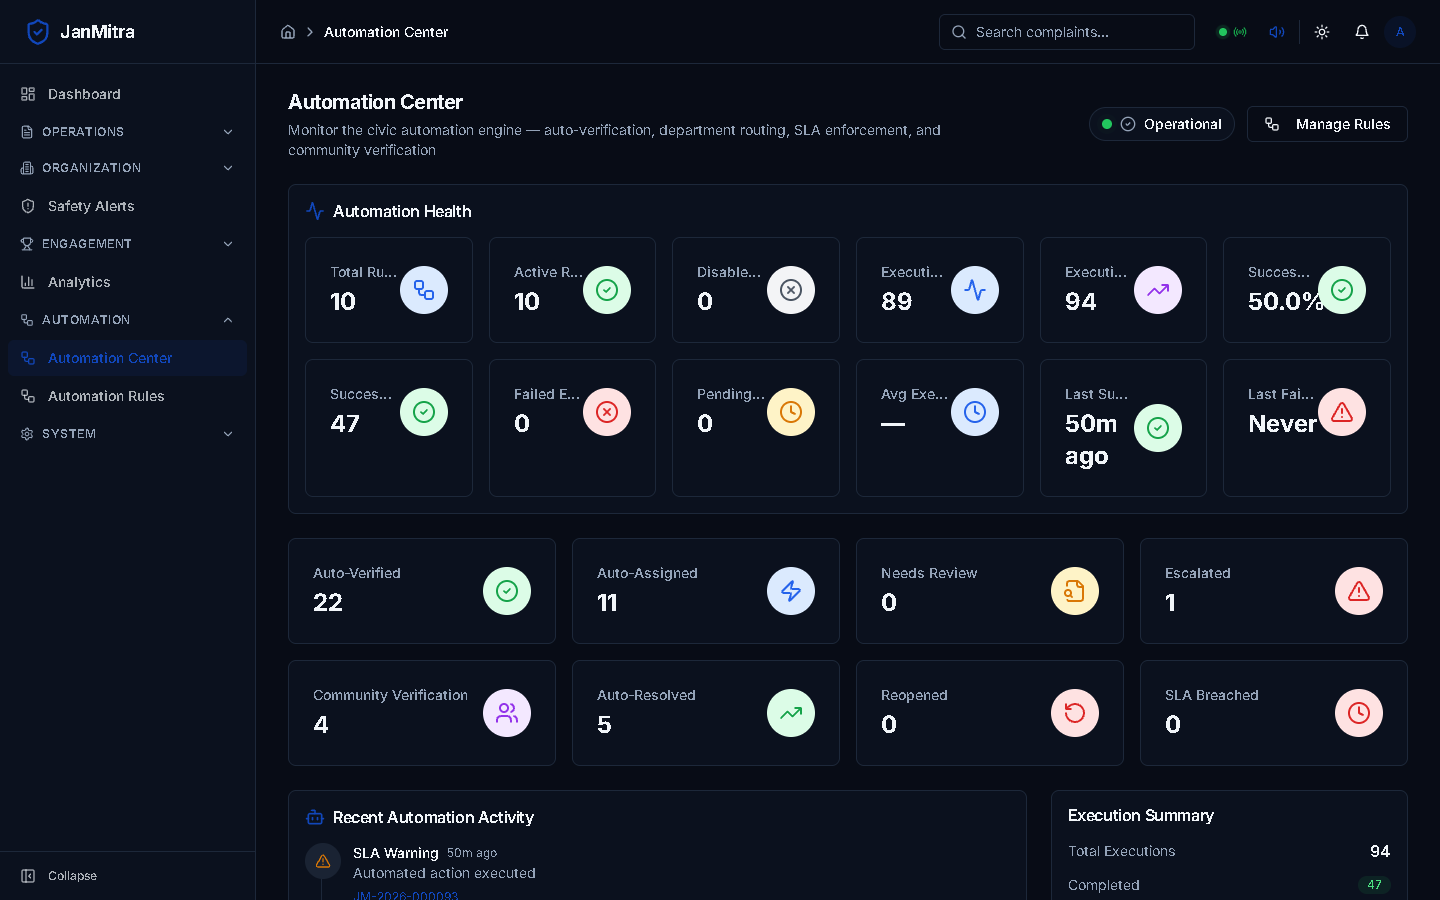 JanMitra
Automation Center
Search complaints...
A
Dashboard
OPERATIONS
ORGANIZATION
Safety Alerts
ENGAGEMENT
Analytics
AUTOMATION
Automation Center
Automation Rules
SYSTEM
Collapse
Automation Center
Monitor the civic automation engine — auto-verification, department routing, SLA enforcement, and
community verification
Operational
Manage Rules
Automation Health
Total Ru...
10
Active R...
10
Disable...
0
Executi...
89
Executi...
94
Succes...
50.0%
Succes...
47
Failed E...
0
Pending...
0
Avg Exe...
—
Last Su...
50m
ago
Last Fai...
Never
Auto-Verified
22
Auto-Assigned
11
Needs Review
0
Escalated
1
Community Verification
4
Auto-Resolved
5
Reopened
0
SLA Breached
0
Recent Automation Activity
SLA Warning 50m ago
Automated action executed
JM-2026-000093
Execution Summary
Total Executions 94
Completed 47